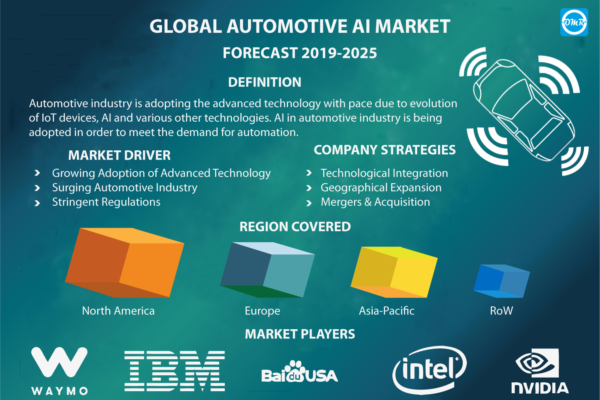 GLOBAL AUTOMOTIVE AI MARKET
DMR
FORECAST 2019-2025
DEFINITION
Automotive industry is adopting the advanced technology with pace due to evolution
of IoT devices, AI and various other technologies. AI in automotive industry is being
adopted in order to meet the demand for automation.
MARKET DRIVER
Growing Adoption of Advanced Technology
Surging Automotive Industry
Stringent Regulations
COMPANY STRATEGIES
Technological Integration
Geographical Expansion
Mergers & Acquisition
REGION COVERED
North America
Europe
Asia-Pacific
RoW
MARKET PLAYERS
WAYMO
IBM
Bai du USA
intel
NVIDIA